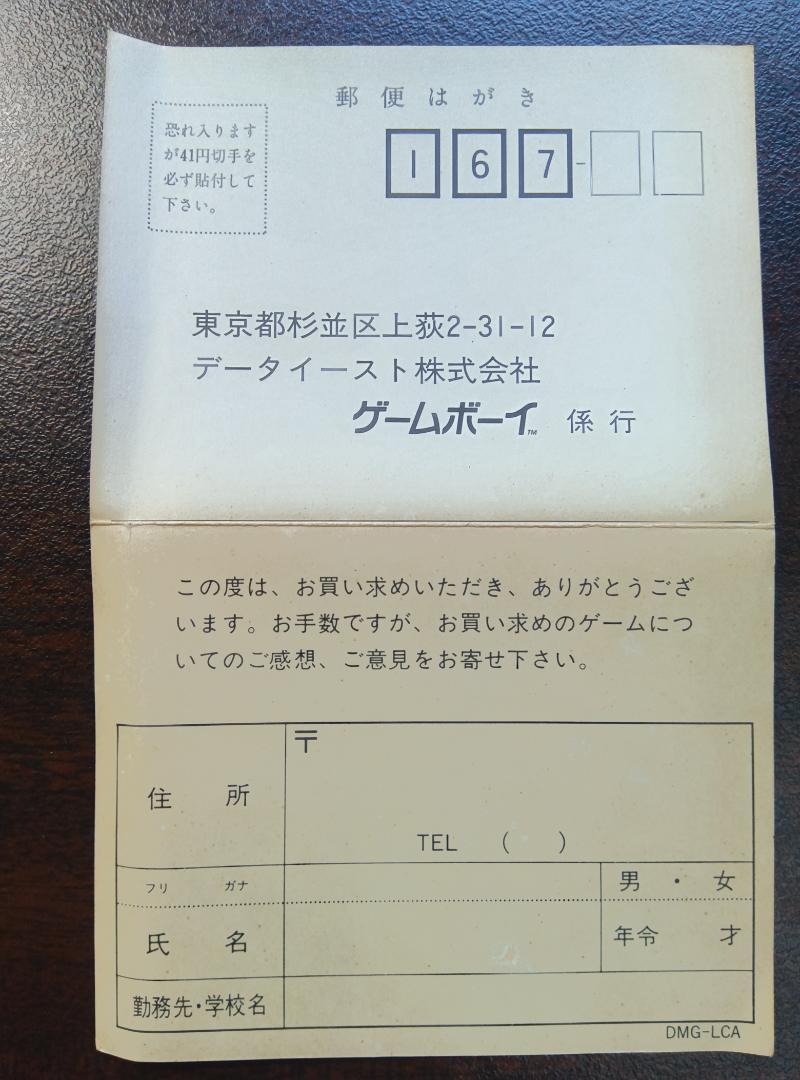 郵便はがき
恐れ入ります
が41円切手を
必ず貼付して
下さい。
167-
東京都杉並区上荻2-31-12
データイースト株式会社
ゲームボーイ™ 係行
この度は、お買い求めいただき、ありがとうござ
います。お手数ですが、お買い求めのゲームにつ
いてのご感想、ご意見をお寄せ下さい。
住所
〒
TEL ( )
フリガナ
男・女
氏名
年令 才
勤務先・学校名
DMG-LCA